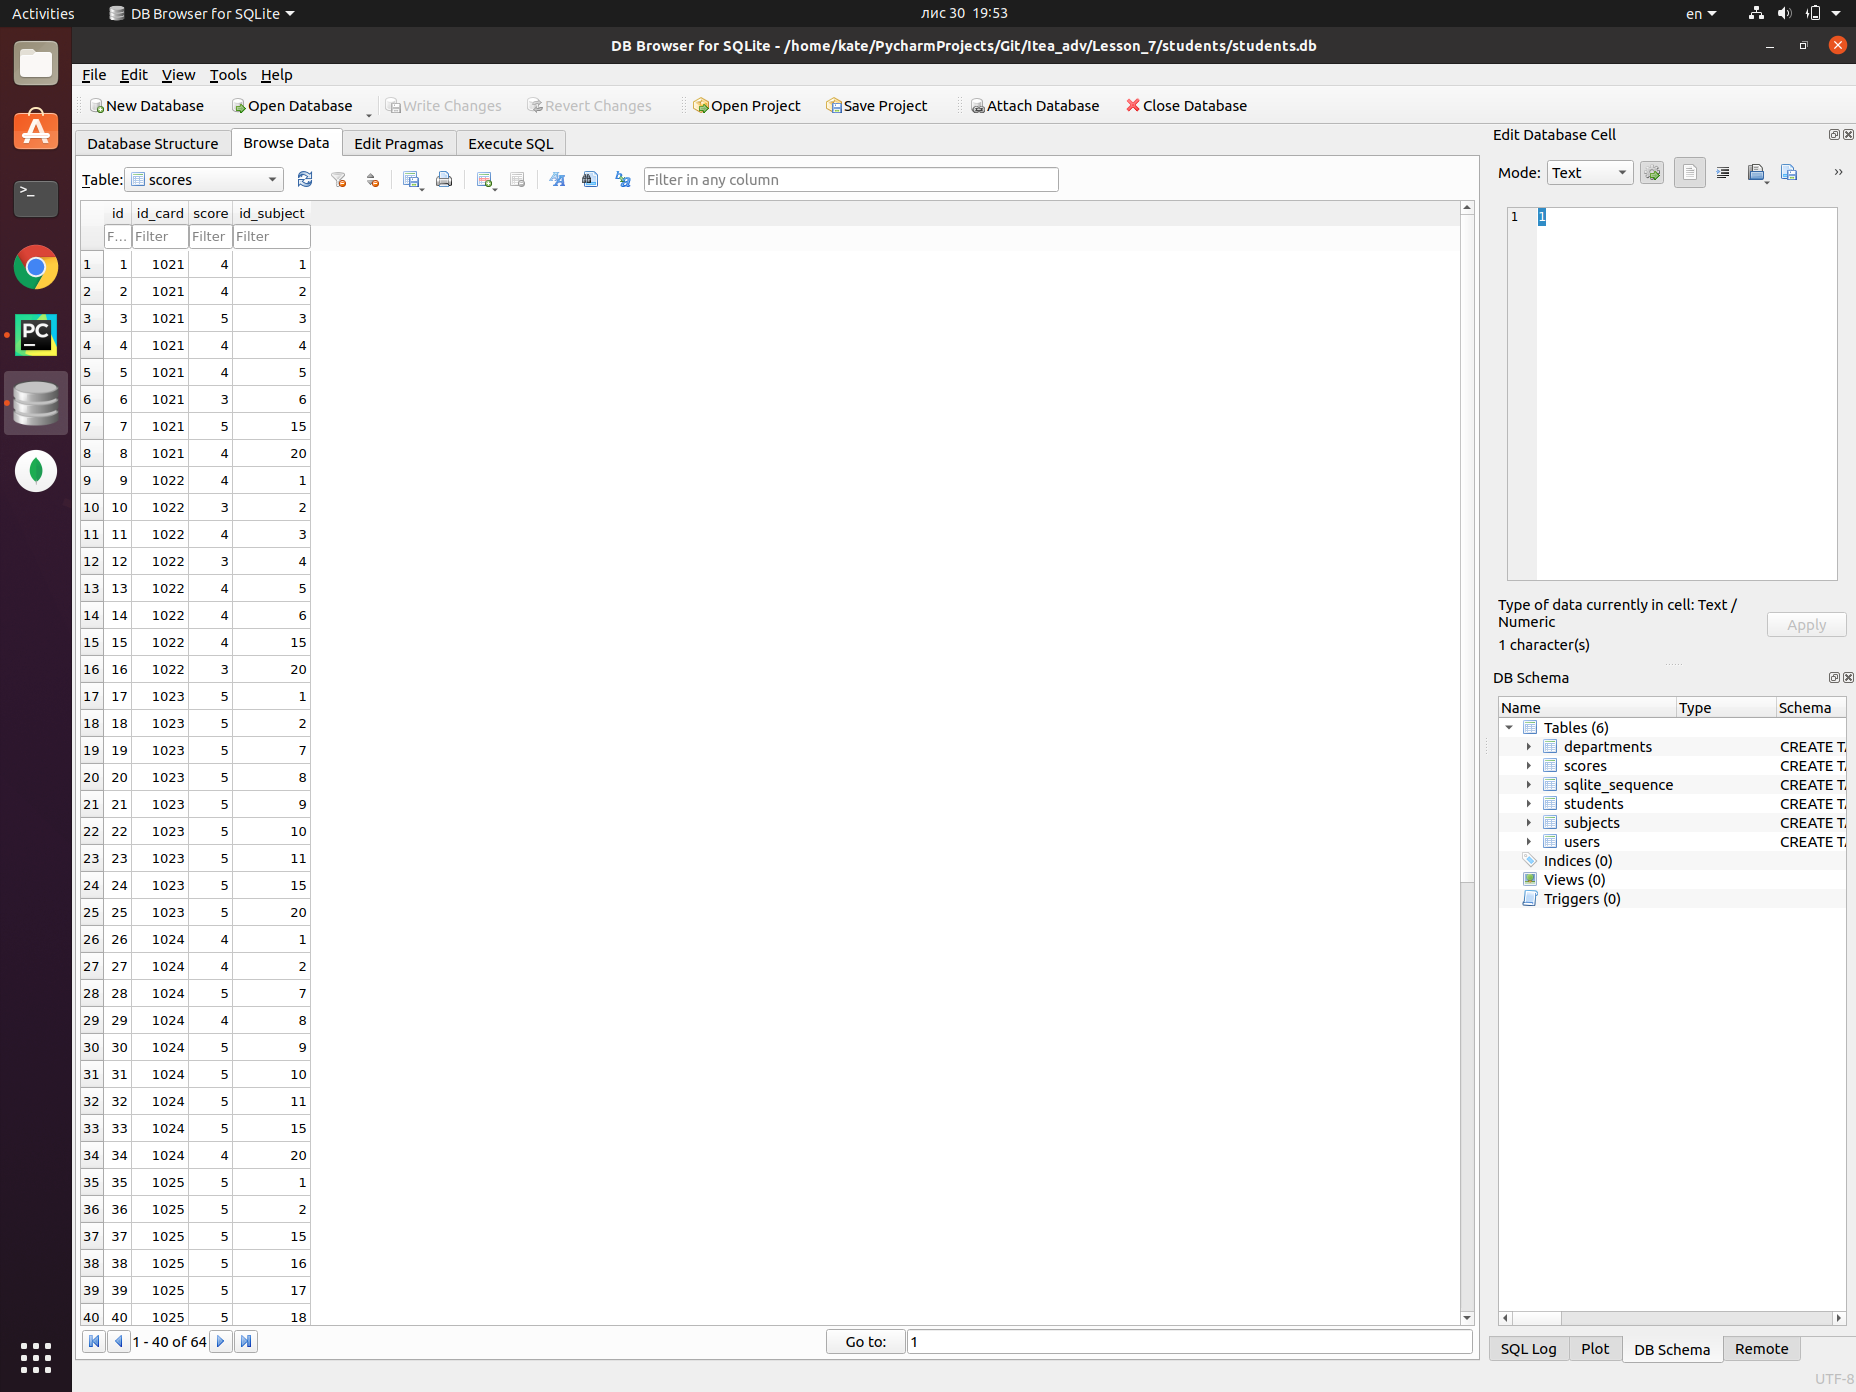 Activities DB Browser for SQLite лис 30 19:53 en
DB Browser for SQLite - /home/kate/PycharmProjects/Git/Itea_adv/Lesson_7/students/students.db
File Edit View Tools Help
New Database Open Database Write Changes Revert Changes Open Project Save Project Attach Database Close Database
Database Structure Browse Data Edit Pragmas Execute SQL
Table: scores Filter in any column
id id_card score id_subject
F... Filter Filter Filter
1 1 1021 4 1
2 2 1021 4 2
3 3 1021 5 3
4 4 1021 4 4
5 5 1021 4 5
6 6 1021 3 6
7 7 1021 5 15
8 8 1021 4 20
9 9 1022 4 1
10 10 1022 3 2
11 11 1022 4 3
12 12 1022 3 4
13 13 1022 4 5
14 14 1022 4 6
15 15 1022 4 15
16 16 1022 3 20
17 17 1023 5 1
18 18 1023 5 2
19 19 1023 5 7
20 20 1023 5 8
21 21 1023 5 9
22 22 1023 5 10
23 23 1023 5 11
24 24 1023 5 15
25 25 1023 5 20
26 26 1024 4 1
27 27 1024 4 2
28 28 1024 5 7
29 29 1024 4 8
30 30 1024 5 9
31 31 1024 5 10
32 32 1024 5 11
33 33 1024 5 15
34 34 1024 4 20
35 35 1025 5 1
36 36 1025 5 2
37 37 1025 5 15
38 38 1025 5 16
39 39 1025 5 17
40 40 1025 5 18
1 - 40 of 64 Go to: 1
Edit Database Cell
Mode: Text
1 1
Type of data currently in cell: Text /
Numeric
Apply
1 character(s)
DB Schema
Name Type Schema
Tables (6)
departments CREATE TA
scores CREATE TA
sqlite_sequence CREATE TA
students CREATE TA
subjects CREATE TA
users CREATE TA
Indices (0)
Views (0)
Triggers (0)
SQL Log Plot DB Schema Remote
UTF-8
PC